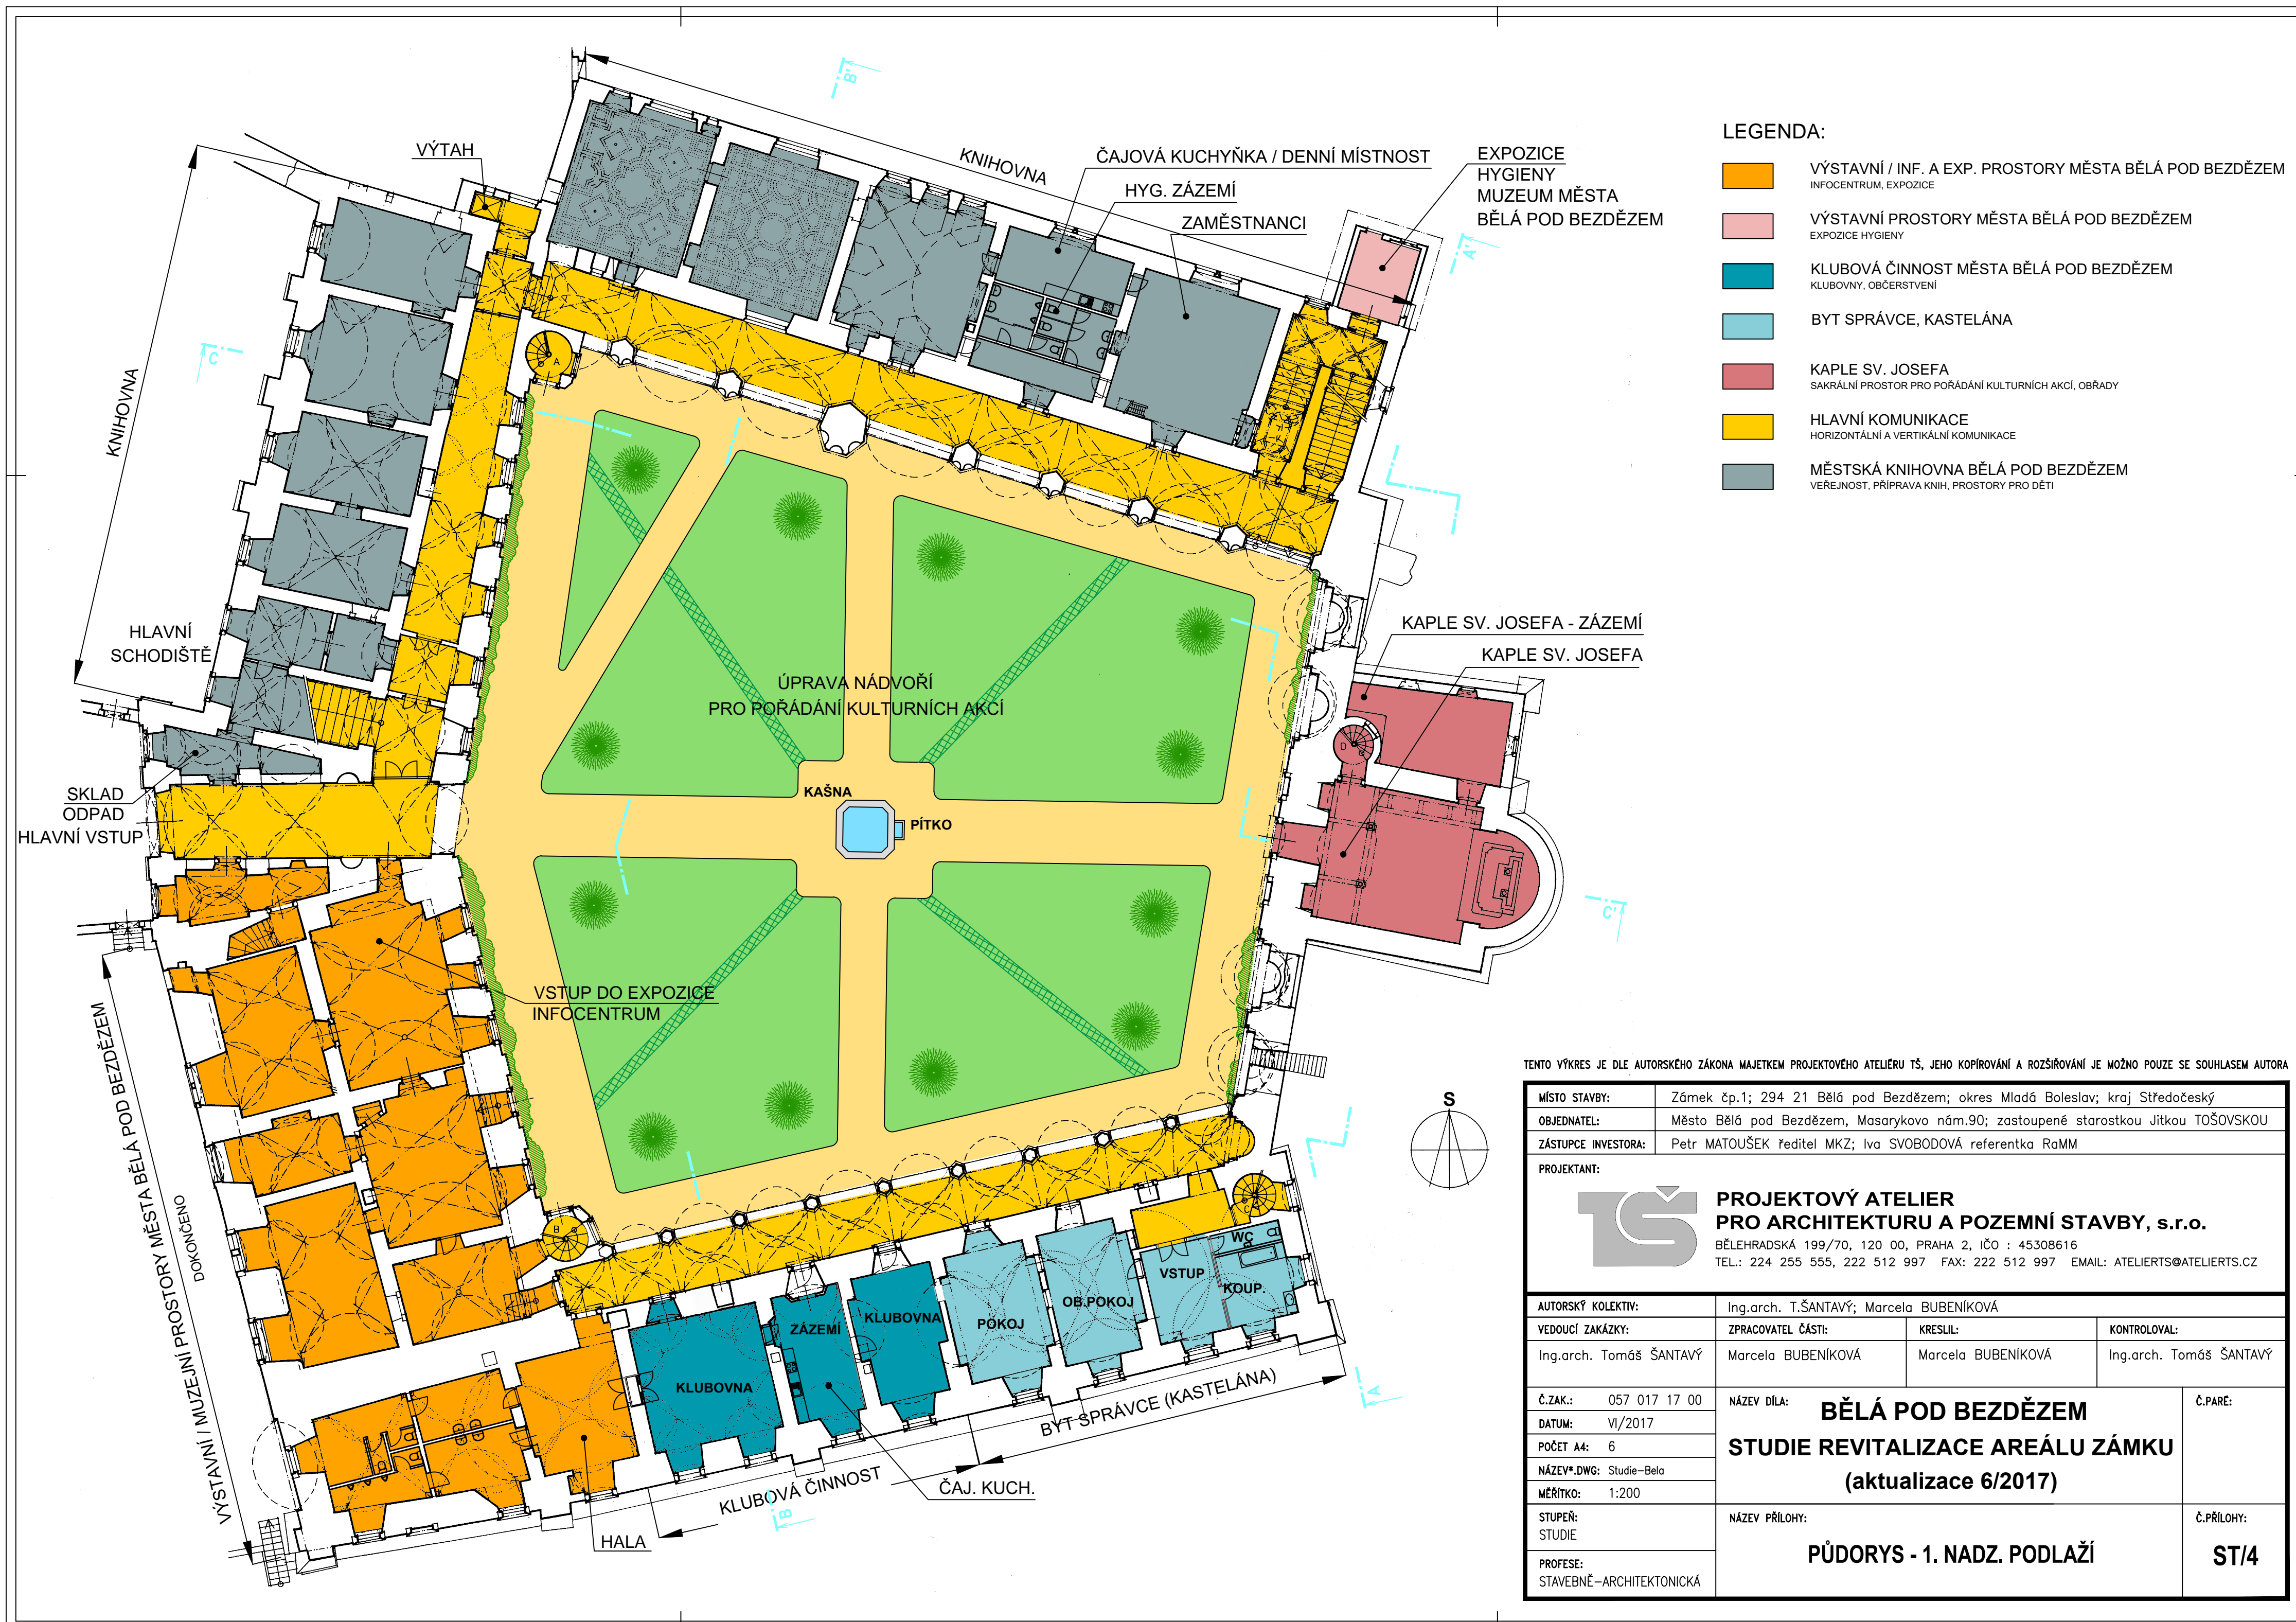 VÝTAH
KNIHOVNA
ČAJOVÁ KUCHYŇKA / DENNÍ MÍSTNOST
HYG. ZÁZEMÍ
ZAMĚSTNANCI
EXPOZICE
HYGIENY
MUZEUM MĚSTA
BĚLÁ POD BEZDĚZEM
B'
A'
C
KNIHOVNA
A
LEGENDA:
VÝSTAVNÍ / INF. A EXP. PROSTORY MĚSTA BĚLÁ POD BEZDĚZEM
INFOCENTRUM, EXPOZICE
VÝSTAVNÍ PROSTORY MĚSTA BĚLÁ POD BEZDĚZEM
EXPOZICE HYGIENY
KLUBOVÁ ČINNOST MĚSTA BĚLÁ POD BEZDĚZEM
KLUBOVNY, OBČERSTVENÍ
BYT SPRÁVCE, KASTELÁNA
KAPLE SV. JOSEFA
SAKRÁLNÍ PROSTOR PRO POŘÁDÁNÍ KULTURNÍCH AKCÍ, OBŘADY
HLAVNÍ KOMUNIKACE
HORIZONTÁLNÍ A VERTIKÁLNÍ KOMUNIKACE
MĚSTSKÁ KNIHOVNA BĚLÁ POD BEZDĚZEM
VEŘEJNOST, PŘÍPRAVA KNIH, PROSTORY PRO DĚTI
HLAVNÍ
SCHODIŠTĚ
ÚPRAVA NÁDVOŘÍ
PRO POŘÁDÁNÍ KULTURNÍCH AKCÍ
KAPLE SV. JOSEFA - ZÁZEMÍ
KAPLE SV. JOSEFA
D
SKLAD
ODPAD
HLAVNÍ VSTUP
KAŠNA
PÍTKO
C'
VSTUP DO EXPOZICE
INFOCENTRUM
VÝSTAVNÍ / MUZEJNÍ PROSTORY MĚSTA BĚLÁ POD BEZDĚZEM
DOKONČENO
B
C
WC
VSTUP
KOUP.
OB.POKOJ
POKOJ
KLUBOVNA
ZÁZEMÍ
KLUBOVNA
BYT SPRÁVCE (KASTELÁNA)
KLUBOVÁ ČINNOST
ČAJ. KUCH.
HALA
A
B
S
TENTO VÝKRES JE DLE AUTORSKÉHO ZÁKONA MAJETKEM PROJEKTOVÉHO ATELIÉRU TŠ, JEHO KOPÍROVÁNÍ A ROZŠIŘOVÁNÍ JE MOŽNO POUZE SE SOUHLASEM AUTORA
MÍSTO STAVBY: Zámek čp.1; 294 21 Bělá pod Bezdězem; okres Mladá Boleslav; kraj Středočeský
OBJEDNATEL: Město Bělá pod Bezdězem, Masarykovo nám.90; zastoupené starostkou Jitkou TOŠOVSKOU
ZÁSTUPCE INVESTORA: Petr MATOUŠEK ředitel MKZ; Iva SVOBODOVÁ referentka RaMM
PROJEKTANT:
TŠ
PROJEKTOVÝ ATELIER
PRO ARCHITEKTURU A POZEMNÍ STAVBY, s.r.o.
BĚLEHRADSKÁ 199/70, 120 00, PRAHA 2, IČO : 45308616
TEL.: 224 255 555, 222 512 997 FAX: 222 512 997 EMAIL: ATELIERTS@ATELIERTS.CZ
AUTORSKÝ KOLEKTIV: Ing.arch. T.ŠANTAVÝ; Marcela BUBENÍKOVÁ
VEDOUCÍ ZAKÁZKY: ZPRACOVATEL ČÁSTI: KRESLIL: KONTROLOVAL:
Ing.arch. Tomáš ŠANTAVÝ Marcela BUBENÍKOVÁ Marcela BUBENÍKOVÁ Ing.arch. Tomáš ŠANTAVÝ
Č.ZAK.: 057 017 17 00
DATUM: VI/2017
POČET A4: 6
NÁZEV*.DWG: Studie-Bela
MĚŘÍTKO: 1:200
NÁZEV DÍLA:
BĚLÁ POD BEZDĚZEM
STUDIE REVITALIZACE AREÁLU ZÁMKU
(aktualizace 6/2017)
Č.PARÉ:
STUPEŇ:
STUDIE
PROFESE:
STAVEBNĚ-ARCHITEKTONICKÁ
NÁZEV PŘÍLOHY:
PŮDORYS - 1. NADZ. PODLAŽÍ
Č.PŘÍLOHY:
ST/4